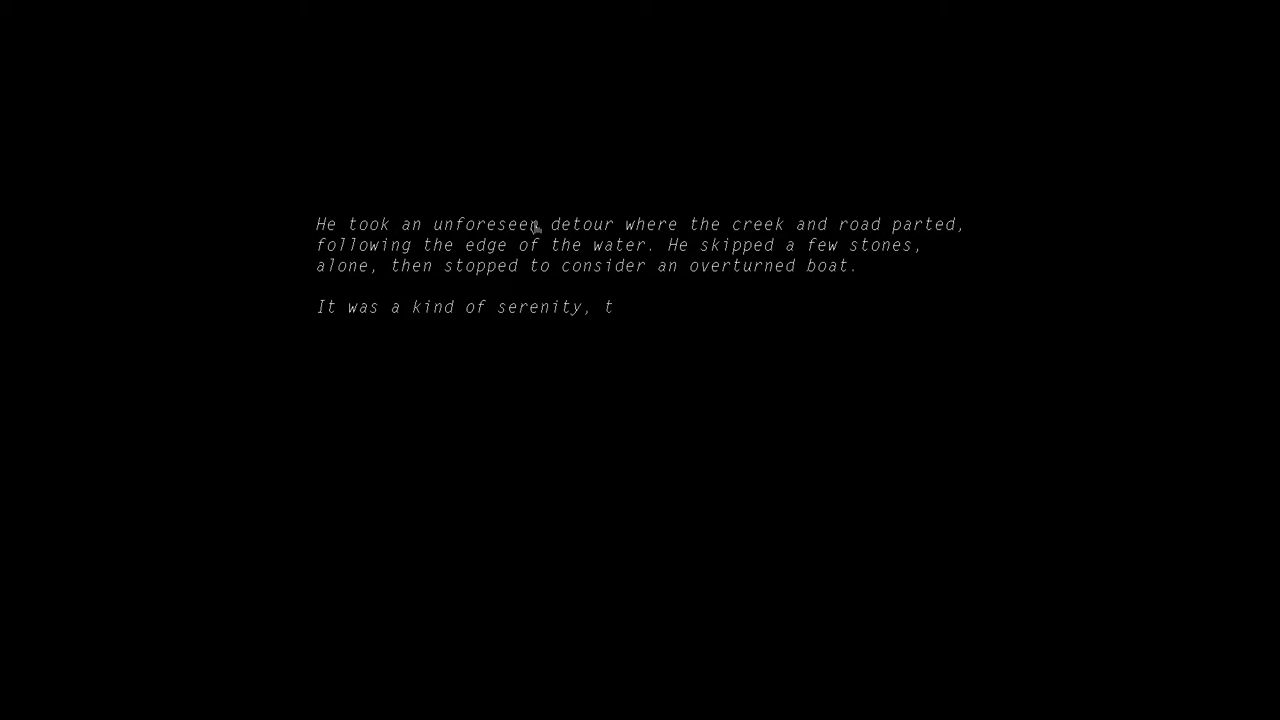 He took an unforeseen detour where the creek and road parted,
following the edge of the water. He skipped a few stones,
alone, then stopped to consider an overturned boat.
It was a kind of serenity, t